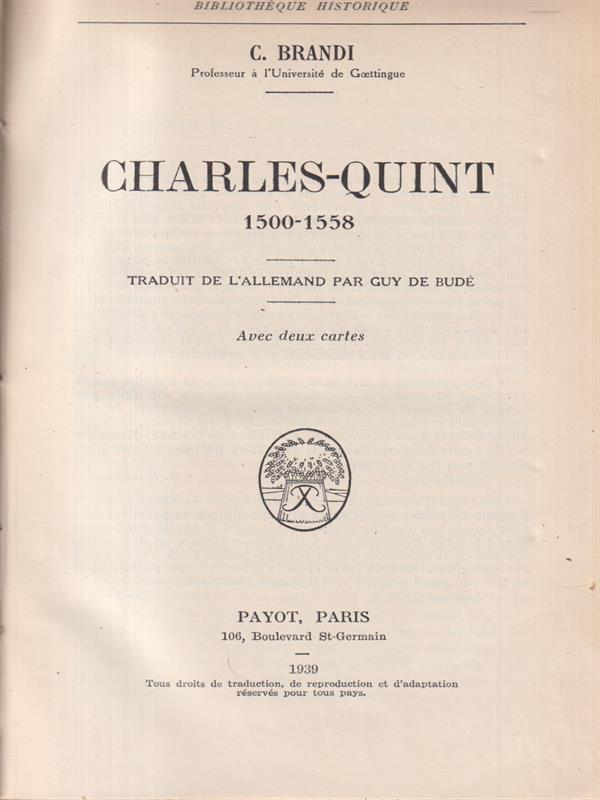 BIBLIOTHÈQUE HISTORIQUE
C. BRANDI
Professeur à l'Université de Gœttingue
CHARLES-QUINT
1500-1558
TRADUIT DE L'ALLEMAND PAR GUY DE BUDÉ
Avec deux cartes
PAYOT, PARIS
106, Boulevard St-Germain
1939
Tous droits de traduction, de reproduction et d'adaptation
réservés pour tous pays.